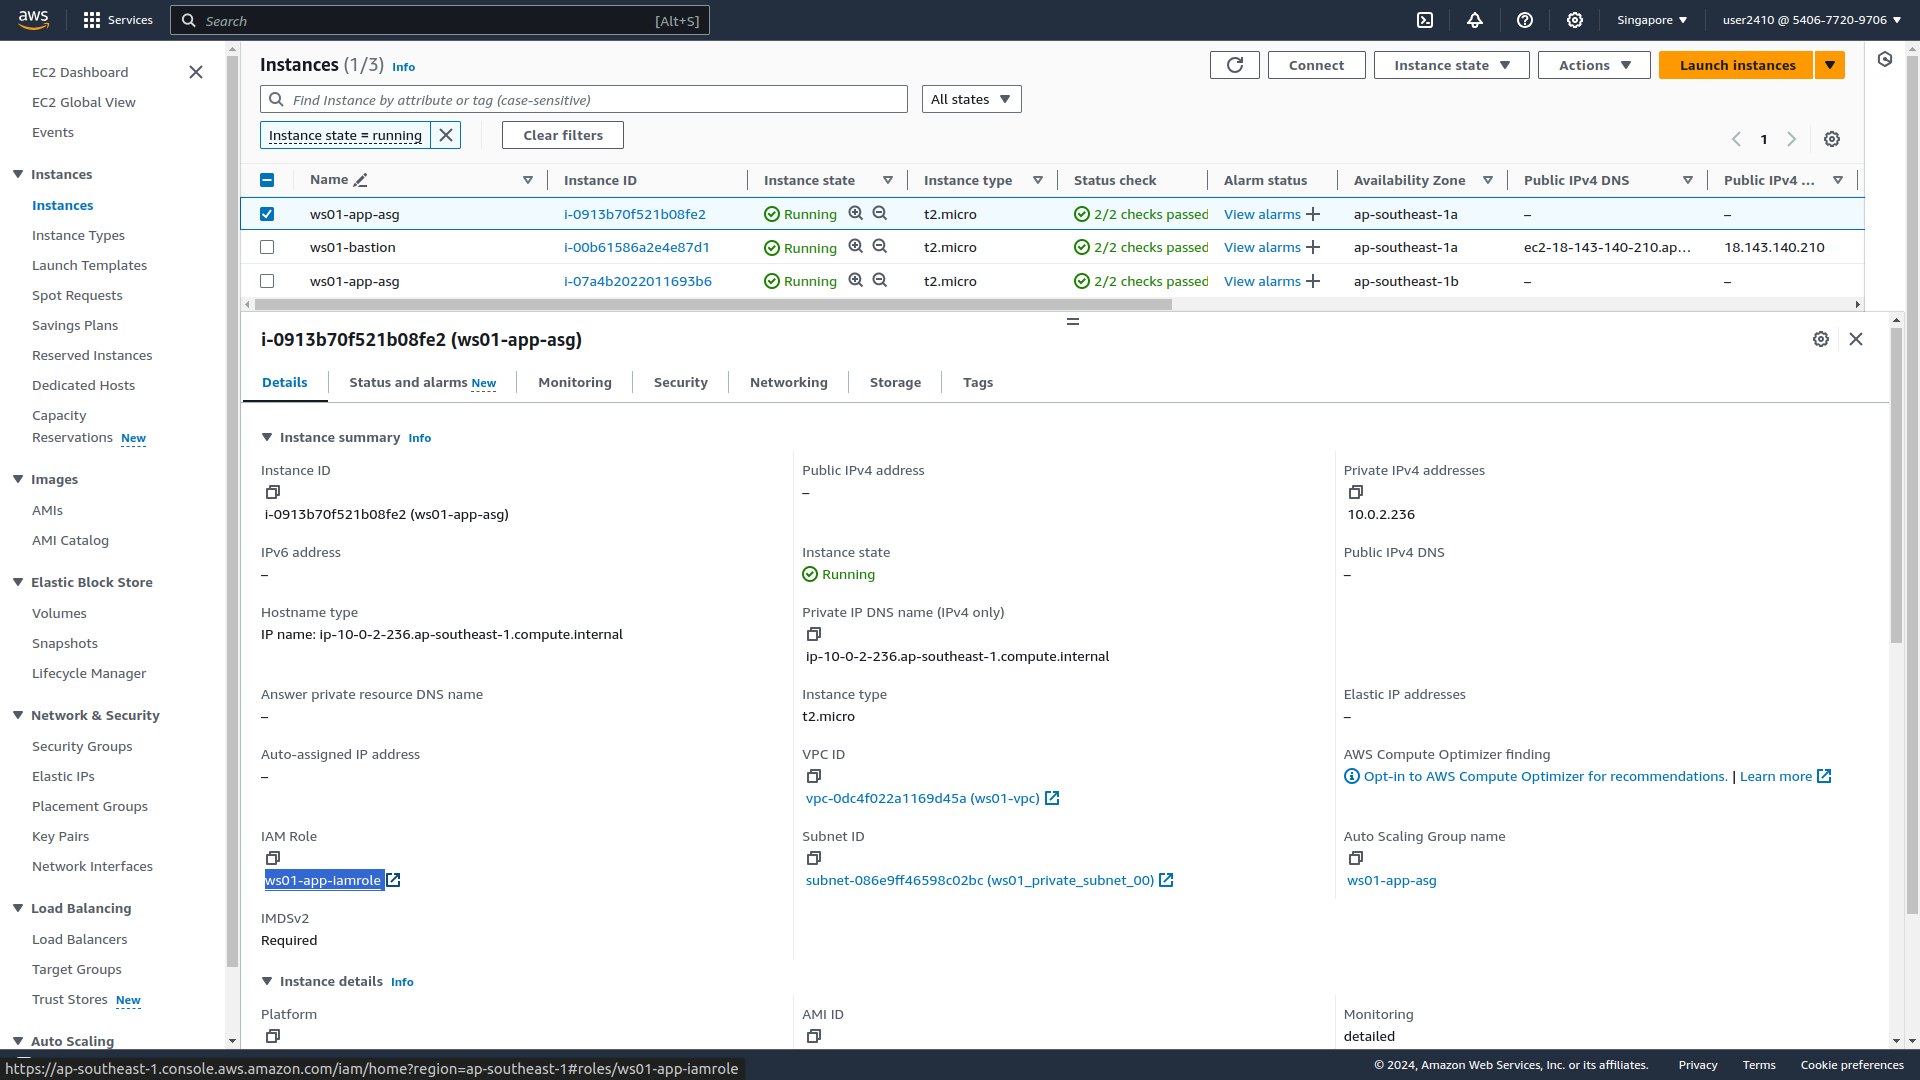 aws Services Search [Alt+S] Singapore user2410 @ 5406-7720-9706
EC2 Dashboard
EC2 Global View
Events
Instances
Instances
Instance Types
Launch Templates
Spot Requests
Savings Plans
Reserved Instances
Dedicated Hosts
Capacity
Reservations New
Images
AMIs
AMI Catalog
Elastic Block Store
Volumes
Snapshots
Lifecycle Manager
Network & Security
Security Groups
Elastic IPs
Placement Groups
Key Pairs
Network Interfaces
Load Balancing
Load Balancers
Target Groups
Trust Stores New
Auto Scaling
Instances (1/3) Info Connect Instance state Actions Launch instances
Find Instance by attribute or tag (case-sensitive) All states
Instance state = running Clear filters 1
Name Instance ID Instance state Instance type Status check Alarm status Availability Zone Public IPv4 DNS Public IPv4 ...
ws01-app-asg i-0913b70f521b08fe2 Running t2.micro 2/2 checks passed View alarms + ap-southeast-1a – –
ws01-bastion i-00b61586a2e4e87d1 Running t2.micro 2/2 checks passed View alarms + ap-southeast-1a ec2-18-143-140-210.ap... 18.143.140.210
ws01-app-asg i-07a4b2022011693b6 Running t2.micro 2/2 checks passed View alarms + ap-southeast-1b – –
i-0913b70f521b08fe2 (ws01-app-asg)
Details Status and alarms New Monitoring Security Networking Storage Tags
Instance summary Info
Instance ID
i-0913b70f521b08fe2 (ws01-app-asg)
Public IPv4 address
–
Private IPv4 addresses
10.0.2.236
IPv6 address
–
Instance state
Running
Public IPv4 DNS
–
Hostname type
IP name: ip-10-0-2-236.ap-southeast-1.compute.internal
Private IP DNS name (IPv4 only)
ip-10-0-2-236.ap-southeast-1.compute.internal
Answer private resource DNS name
–
Instance type
t2.micro
Elastic IP addresses
–
Auto-assigned IP address
–
VPC ID
vpc-0dc4f022a1169d45a (ws01-vpc)
AWS Compute Optimizer finding
Opt-in to AWS Compute Optimizer for recommendations. | Learn more
IAM Role
ws01-app-iamrole
Subnet ID
subnet-086e9ff46598c02bc (ws01_private_subnet_00)
Auto Scaling Group name
ws01-app-asg
IMDSv2
Required
Instance details Info
Platform
AMI ID
Monitoring
detailed
https://ap-southeast-1.console.aws.amazon.com/iam/home?region=ap-southeast-1#roles/ws01-app-iamrole
© 2024, Amazon Web Services, Inc. or its affiliates. Privacy Terms Cookie preferences